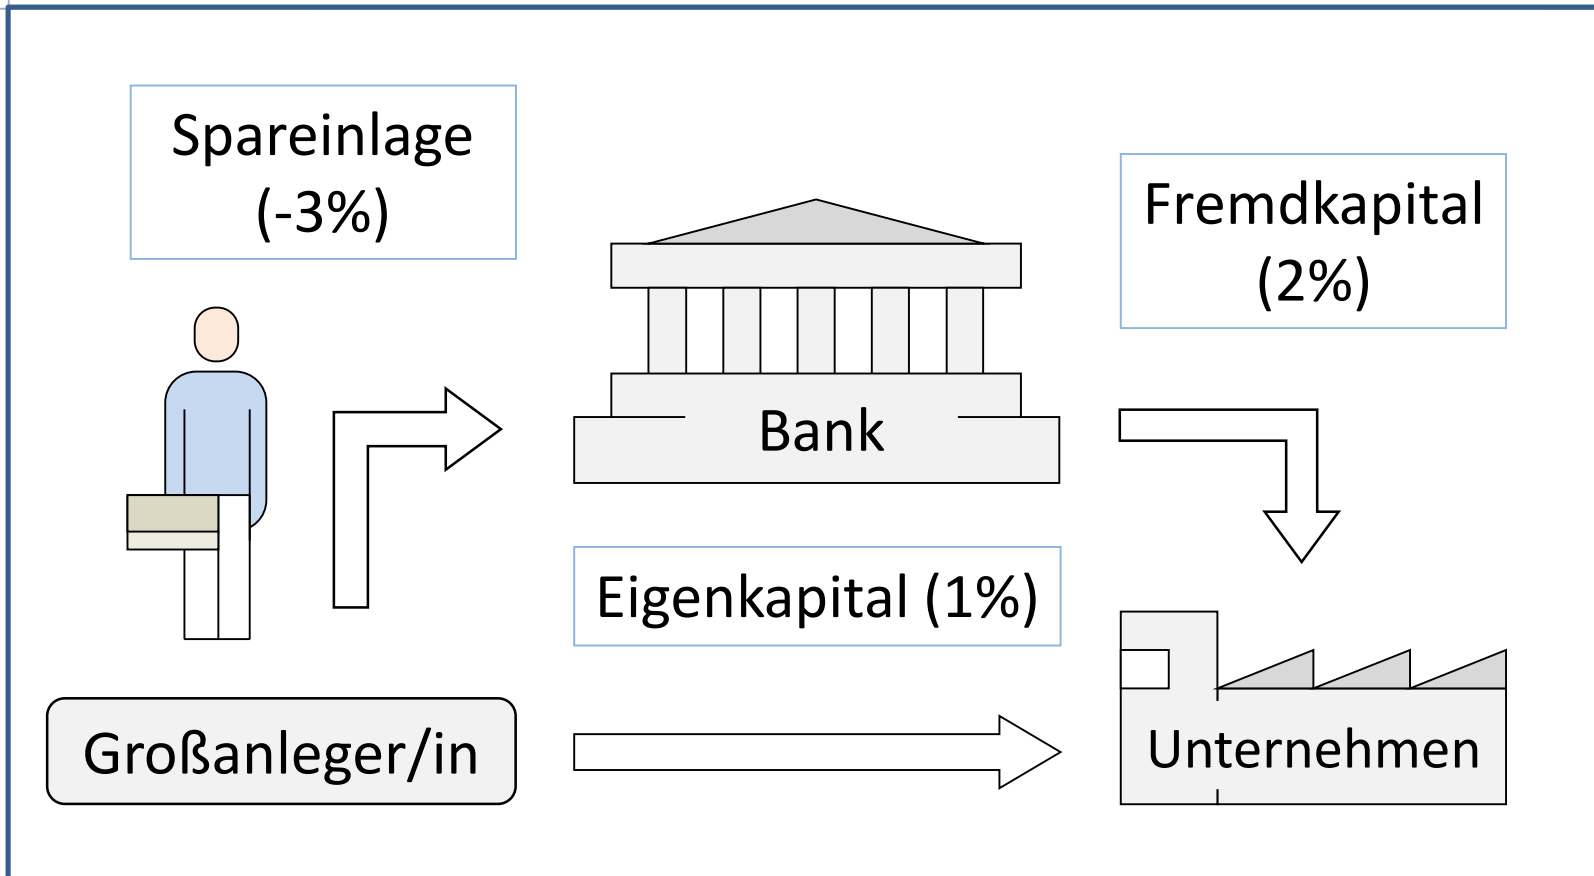 Spareinlage
(-3%)
Fremdkapital
(2%)
Bank
Eigenkapital (1%)
Großanleger/in
Unternehmen